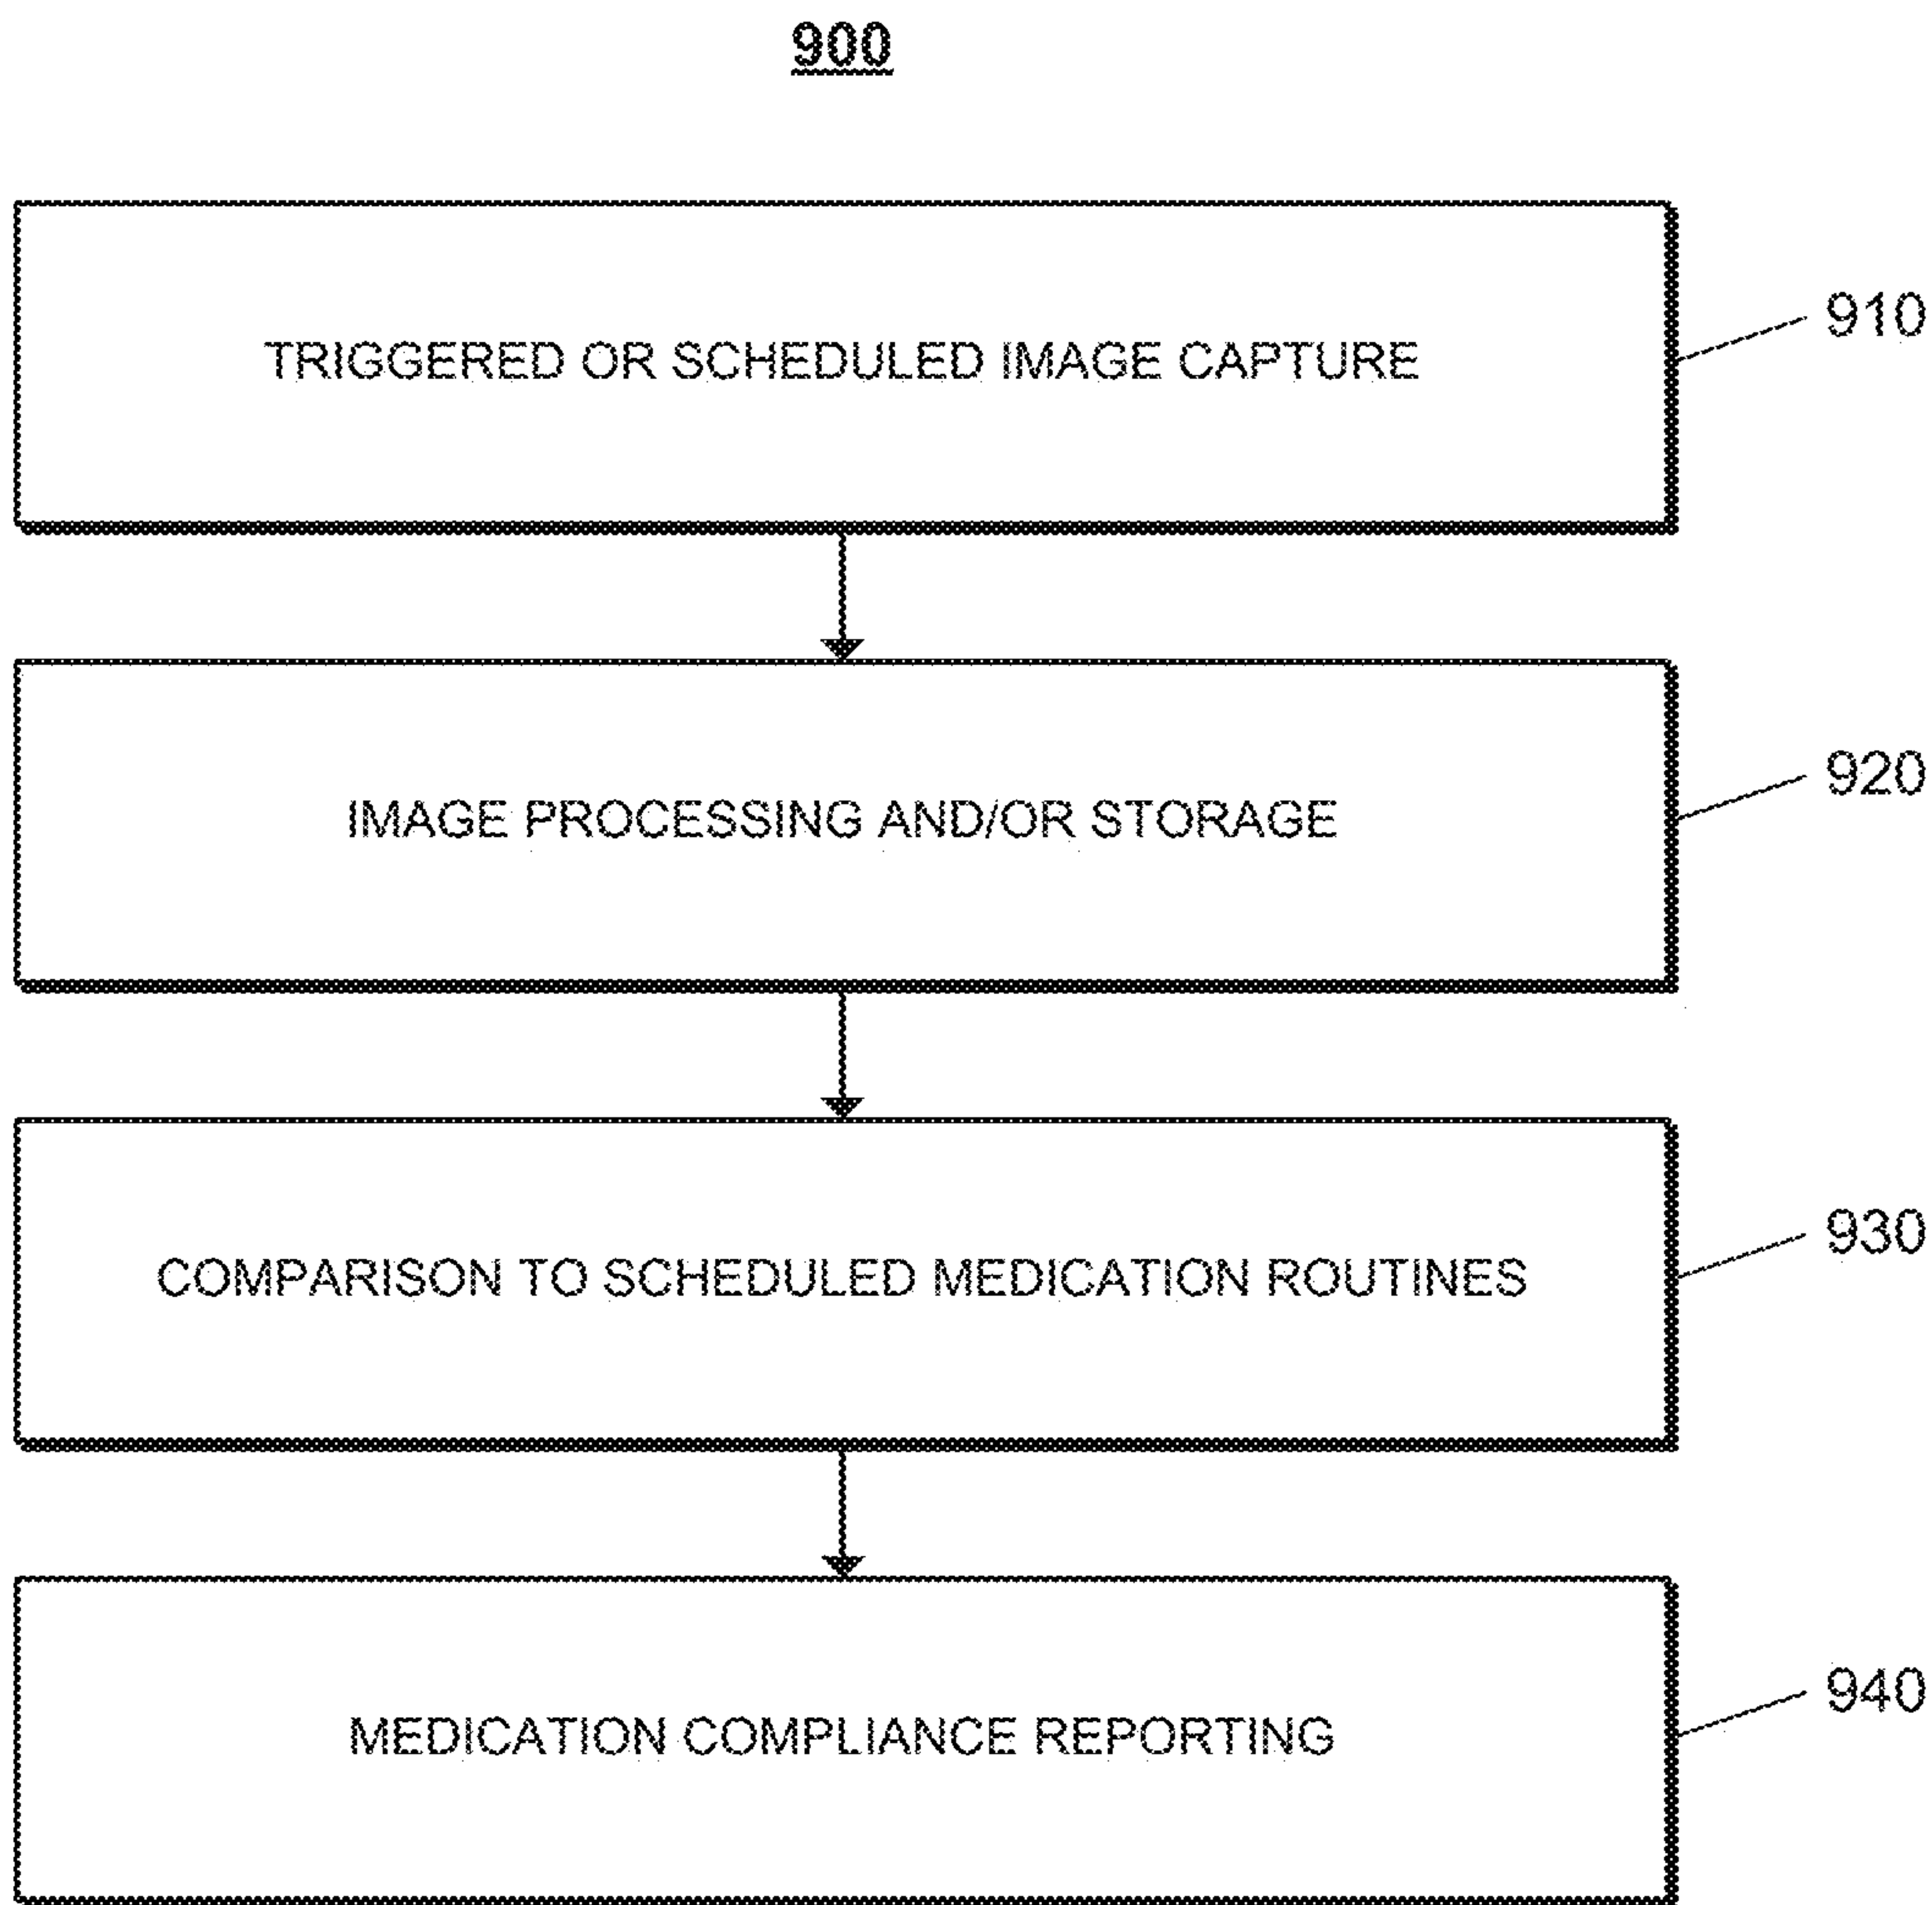 900
TRIGGERED OR SCHEDULED IMAGE CAPTURE
910
IMAGE PROCESSING AND/OR STORAGE
920
COMPARISON TO SCHEDULED MEDICATION ROUTINES
930
MEDICATION COMPLIANCE REPORTING
940